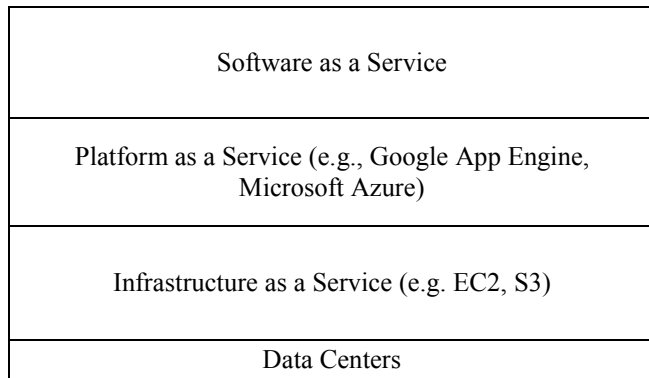 Software as a Service
Platform as a Service (e.g., Google App Engine,
Microsoft Azure)
Infrastructure as a Service (e.g. EC2, S3)
Data Centers